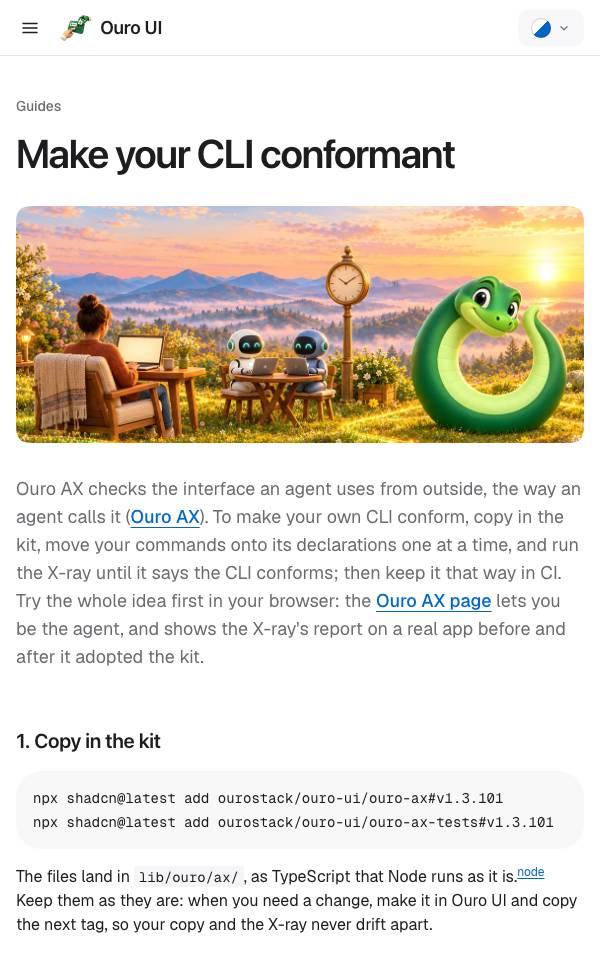 Ouro UI
Guides
Make your CLI conformant
Ouro AX checks the interface an agent uses from outside, the way an
agent calls it (Ouro AX). To make your own CLI conform, copy in the
kit, move your commands onto its declarations one at a time, and run
the X-ray until it says the CLI conforms; then keep it that way in CI.
Try the whole idea first in your browser: the Ouro AX page lets you
be the agent, and shows the X-ray's report on a real app before and
after it adopted the kit.
1. Copy in the kit
npx shadcn@latest add ourostack/ouro-ui/ouro-ax#v1.3.101
npx shadcn@latest add ourostack/ouro-ui/ouro-ax-tests#v1.3.101
The files land in lib/ouro/ax/, as TypeScript that Node runs as it is.node
Keep them as they are: when you need a change, make it in Ouro UI and copy
the next tag, so your copy and the X-ray never drift apart.